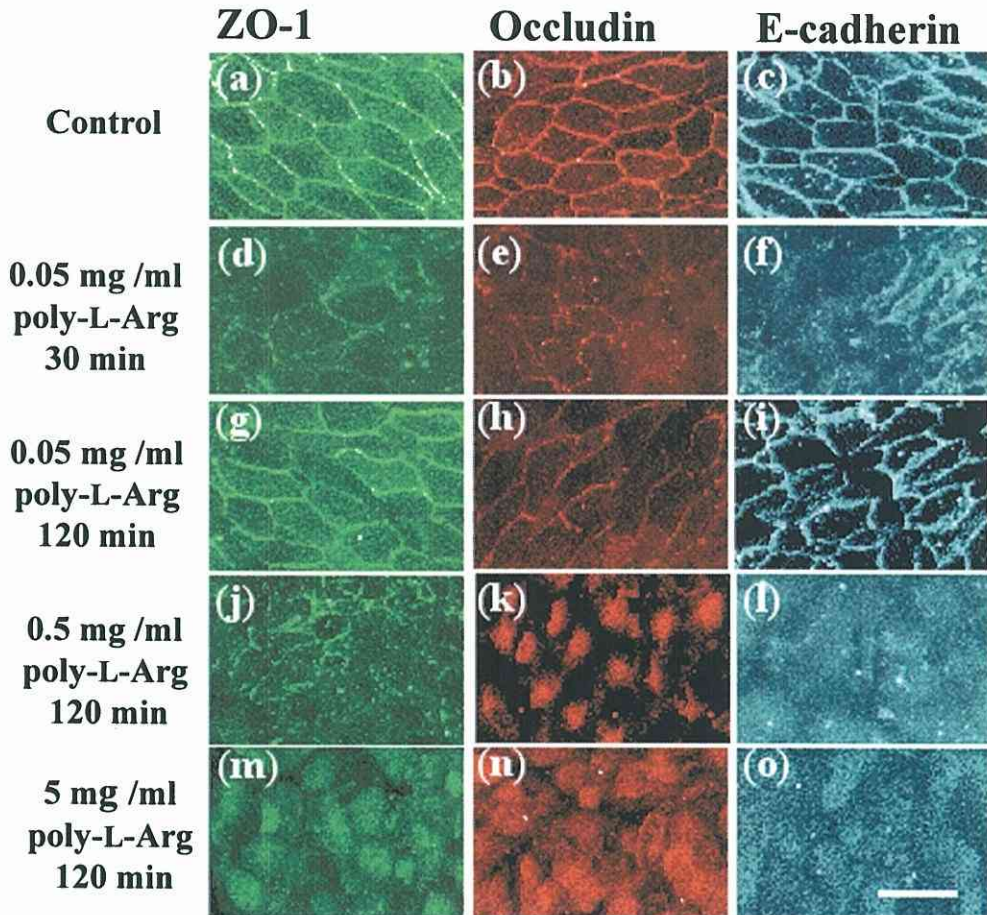 ZO-1 Occludin E-cadherin
Control
(a) (b) (c)
0.05 mg /ml
poly-L-Arg
30 min
(d) (e) (f)
0.05 mg /ml
poly-L-Arg
120 min
(g) (h) (i)
0.5 mg /ml
poly-L-Arg
120 min
(j) (k) (l)
5 mg /ml
poly-L-Arg
120 min
(m) (n) (o)